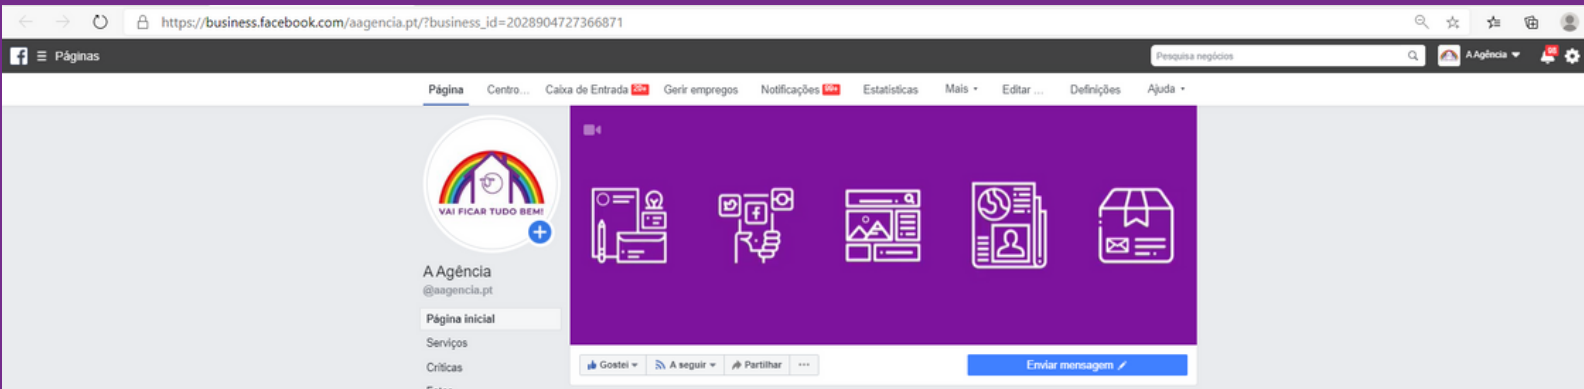 https://business.facebook.com/aagencia.pt/?business_id=2028904727366871
Páginas
Pesquisa negócios
A Agência
Página Centro... Caixa de Entrada 20+ Gerir empregos Notificações 99+ Estatísticas Mais Editar ... Definições Ajuda
VAI FICAR TUDO BEM!
A Agência
@aagencia.pt
Página inicial
Serviços
Críticas
Gostei A seguir Partilhar ...
Enviar mensagem